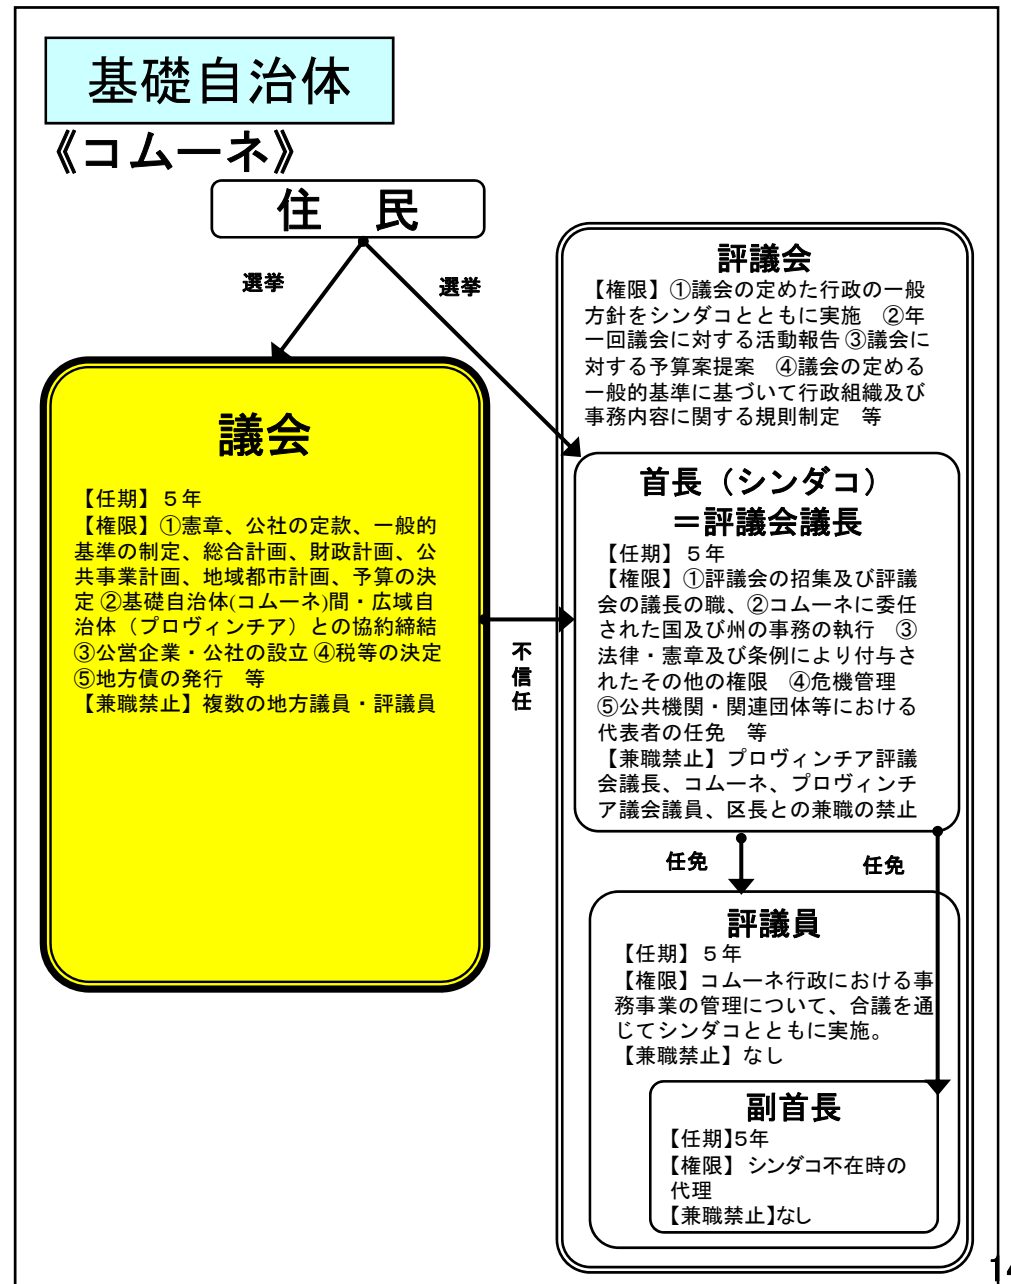 基礎自治体
《コムーネ》
住　民
選挙
選挙
議会
【任期】５年
【権限】①憲章、公社の定款、一般的
基準の制定、総合計画、財政計画、公
共事業計画、地域都市計画、予算の決
定 ②基礎自治体(コムーネ)間・広域自
治体（プロヴィンチア）との協約締結
③公営企業・公社の設立 ④税等の決定
⑤地方債の発行　等
【兼職禁止】複数の地方議員・評議員
不
信
任
評議会
【権限】①議会の定めた行政の一般
方針をシンダコとともに実施　②年
一回議会に対する活動報告 ③議会に
対する予算案提案　④議会の定める
一般的基準に基づいて行政組織及び
事務内容に関する規則制定　等
首長（シンダコ）
＝評議会議長
【任期】５年
【権限】①評議会の招集及び評議
会の議長の職、②コムーネに委任
された国及び州の事務の執行　③
法律・憲章及び条例により付与さ
れたその他の権限　④危機管理
⑤公共機関・関連団体等における
代表者の任免　等
【兼職禁止】プロヴィンチア評議
会議長、コムーネ、プロヴィンチ
ア議会議員、区長との兼職の禁止
任免
任免
評議員
【任期】５年
【権限】コムーネ行政における事
務事業の管理について、合議を通
じてシンダコとともに実施。
【兼職禁止】なし
副首長
【任期】5年
【権限】 シンダコ不在時の
代理
【兼職禁止】なし